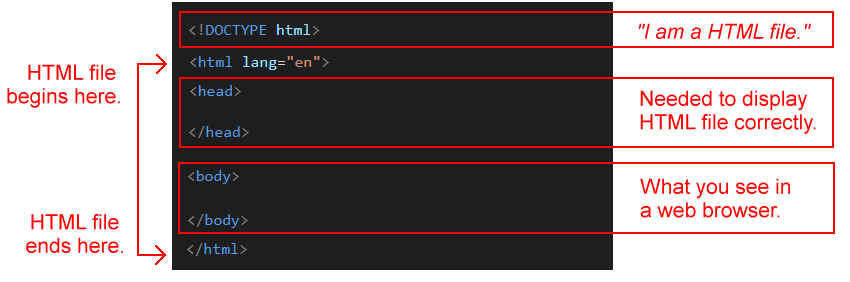 <!DOCTYPE html>
"I am a HTML file."
<html lang="en">
HTML file
begins here.
<head>
Needed to display
HTML file correctly.
</head>
<body>
What you see in
a web browser.
</body>
HTML file
ends here.
</html>